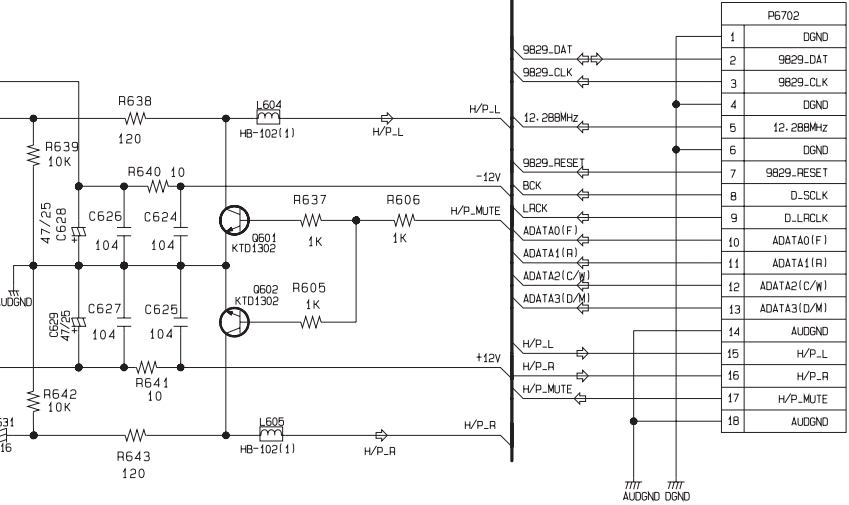 P6702
1 DGND
2 9829_DAT
3 9829_CLK
4 DGND
5 12.288MHz
6 DGND
7 9829_RESET
8 D_SCLK
9 D_LRCLK
10 ADATA0(F)
11 ADATA1(R)
12 ADATA2(C/W)
13 ADATA3(D/M)
14 AUDGND
15 H/P_L
16 H/P_R
17 H/P_MUTE
18 AUDGND
9829_DAT
9829_CLK
12.288MHz
9829_RESET
BCK
LRCK
ADATA0(F)
ADATA1(R)
ADATA2(C/W)
ADATA3(D/M)
H/P_L
H/P_R
H/P_MUTE
AUDGND DGND
R638
120
L604
HB-102(1)
H/P_L
H/P_L
R639
10K
R640 10
-12V
47/25
C628
C626
104
C624
104
Q601
KTD1302
R637
1K
R606
1K
H/P_MUTE
Q602
KTD1302
R605
1K
UDGND
C629
47/25
C627
104
C625
104
+12V
R641
10
R642
10K
631
16
R643
120
L605
HB-102(1)
H/P_R
H/P_R